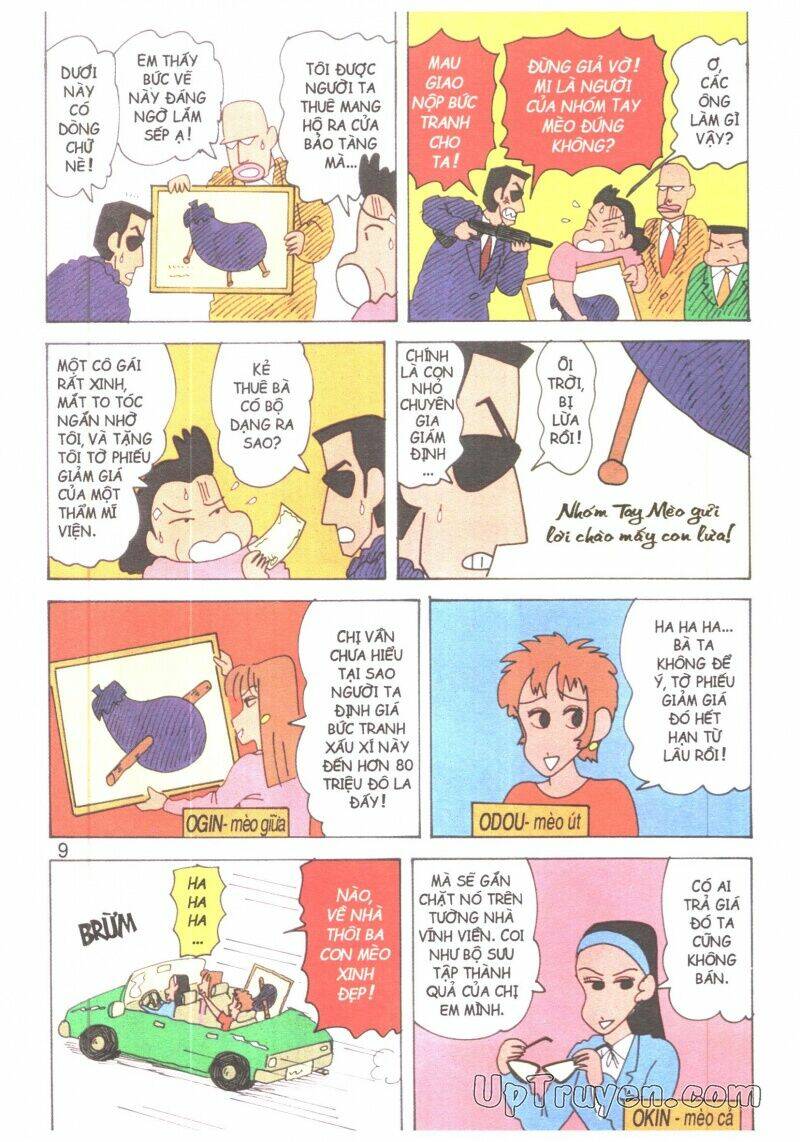 Ơ,
CÁC
ÔNG
LÀM GÌ
VẬY?
ĐỪNG GIẢ VỜ!
MI LÀ NGƯỜI
CỦA NHÓM TAY
MÈO ĐÚNG
KHÔNG?
MAU
GIAO
NỘP BỨC
TRANH
CHO
TA!
TÔI ĐƯỢC
NGƯỜI TA
THUÊ MANG
HỘ RA CỬA
BẢO TÀNG
MÀ...
EM THẤY
BỨC VẼ
NÀY ĐÁNG
NGỜ LẮM
SẾP Ạ!
DƯỚI
NÀY
CÓ
DÒNG
CHỮ
NÈ!
ÔI
TRỜI,
BỊ
LỪA
RỒI!
Nhóm Tay Mèo gửi
lời chào mấy con lừa!
CHÍNH
LÀ CON
NHỎ
CHUYÊN
GIA
GIÁM
ĐỊNH
...
KẺ
THUÊ BÀ
CÓ BỘ
DẠNG RA
SAO?
MỘT CÔ GÁI
RẤT XINH,
MẮT TO TÓC
NGẮN NHỜ
TÔI, VÀ TẶNG
TÔI TỜ PHIẾU
GIẢM GIÁ
CỦA MỘT
THẨM MĨ
VIỆN.
HA HA HA...
BÀ TA
KHÔNG ĐỂ
Ý, TỜ PHIẾU
GIẢM GIÁ
ĐÓ HẾT
HẠN TỪ
LÂU RỒI!
ODOU- mèo út
CHỊ VẪN
CHƯA HIỂU
TẠI SAO
NGƯỜI TA
ĐỊNH GIÁ
BỨC TRANH
XẤU XÍ NÀY
ĐẾN HƠN 80
TRIỆU ĐÔ LA
ĐẤY!
OGIN- mèo giữa
9
CÓ AI
TRẢ GIÁ
ĐÓ TA
CŨNG
KHÔNG
BÁN.
MÀ SẼ GẮN
CHẶT NÓ TRÊN
TƯỜNG NHÀ
VĨNH VIỄN. COI
NHƯ BỘ SƯU
TẬP THÀNH
QUẢ CỦA CHỊ
EM MÌNH.
OKIN - mèo cả
NÀO,
VỀ NHÀ
THÔI BA
CON MÈO
XINH
ĐẸP!
HA
HA
HA
...
BRỪM
UpTruyen.com